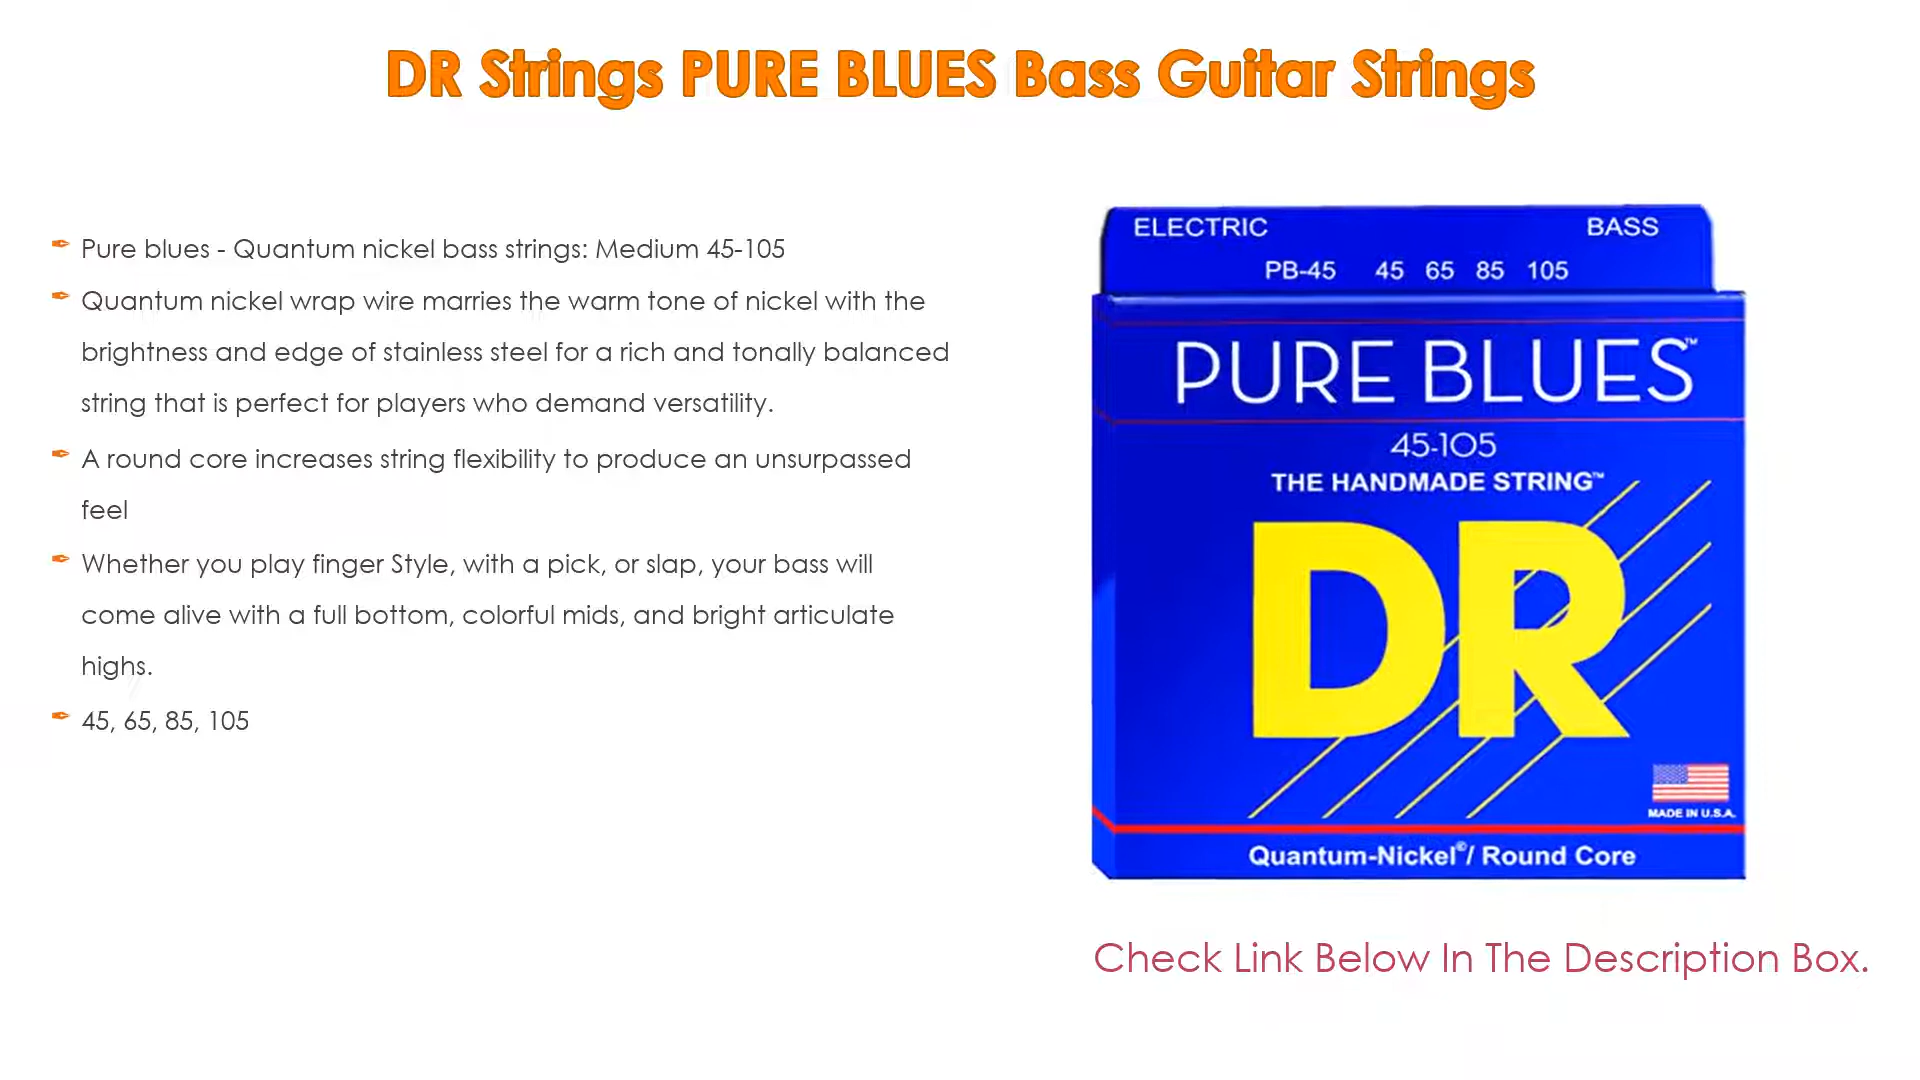 DR Strings PURE BLUES Bass Guitar Strings
Pure blues - Quantum nickel bass strings: Medium 45-105
Quantum nickel wrap wire marries the warm tone of nickel with the
brightness and edge of stainless steel for a rich and tonally balanced
string that is perfect for players who demand versatility.
A round core increases string flexibility to produce an unsurpassed
feel
Whether you play finger Style, with a pick, or slap, your bass will
come alive with a full bottom, colorful mids, and bright articulate
highs.
45, 65, 85, 105
ELECTRIC BASS
PB-45 45 65 85 105
PURE BLUES™
45-105
THE HANDMADE STRING™
DR
MADE IN U.S.A.
Quantum-Nickel©/ Round Core
Check Link Below In The Description Box.